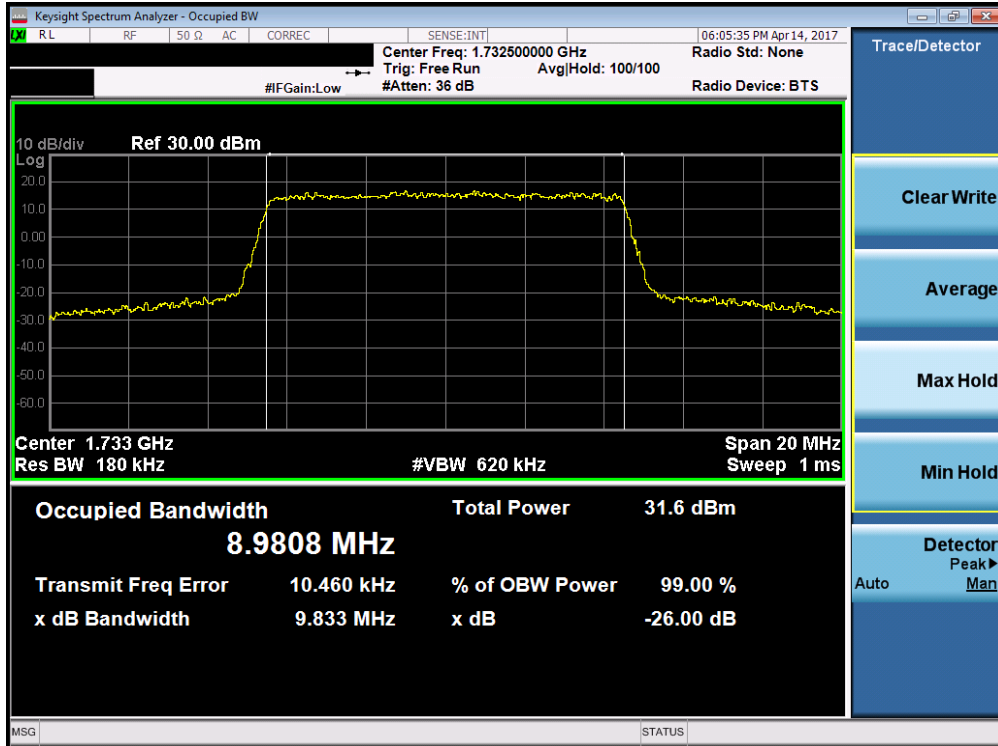 Keysight Spectrum Analyzer - Occupied BW
LXI RL RF 50 Ω AC CORREC SENSE:INT 06:05:35 PM Apr 14, 2017
Center Freq: 1.732500000 GHz Radio Std: None
Trig: Free Run Avg|Hold: 100/100
#IFGain:Low #Atten: 36 dB Radio Device: BTS
10 dB/div Ref 30.00 dBm
Log
20.0
10.0
0.00
-10.0
-20.0
-30.0
-40.0
-50.0
-60.0
Center 1.733 GHz Span 20 MHz
Res BW 180 kHz #VBW 620 kHz Sweep 1 ms
Occupied Bandwidth Total Power 31.6 dBm
8.9808 MHz
Transmit Freq Error 10.460 kHz % of OBW Power 99.00 %
x dB Bandwidth 9.833 MHz x dB -26.00 dB
MSG STATUS
Trace/Detector
Clear Write
Average
Max Hold
Min Hold
Detector
Peak▶
Auto Man